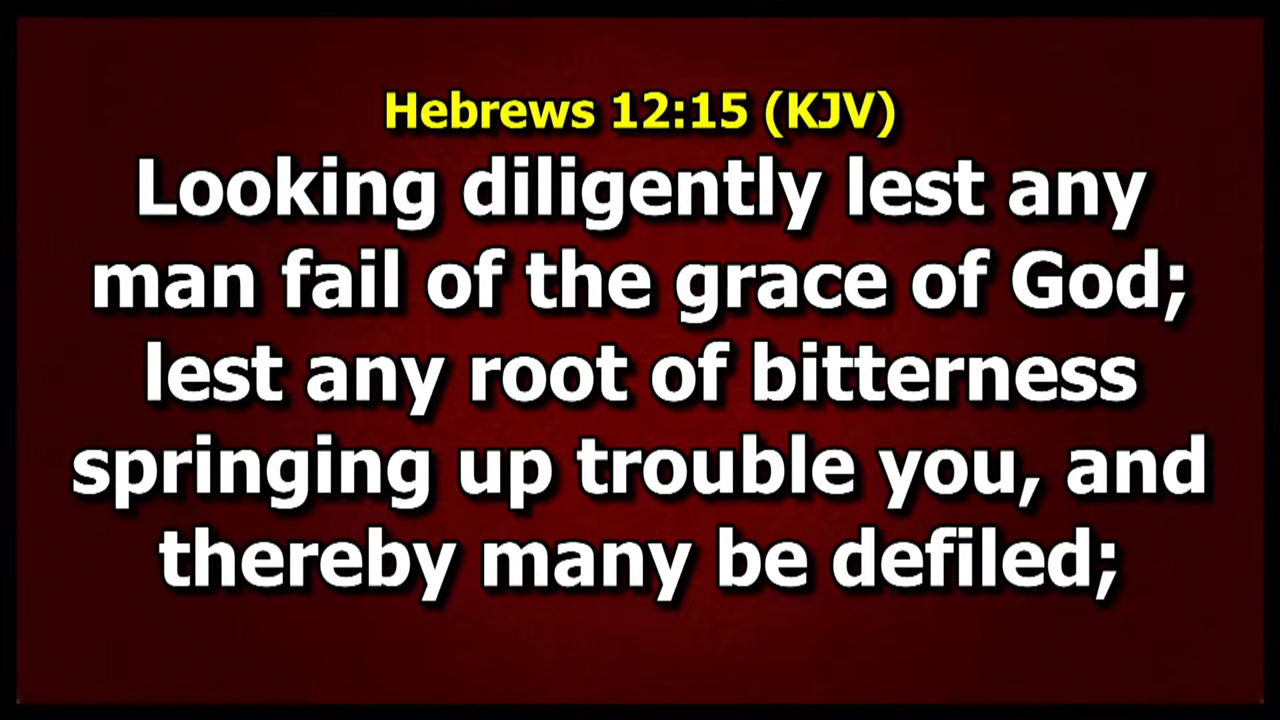 Hebrews 12:15 (KJV)
Looking diligently lest any
man fail of the grace of God;
lest any root of bitterness
springing up trouble you, and
thereby many be defiled;